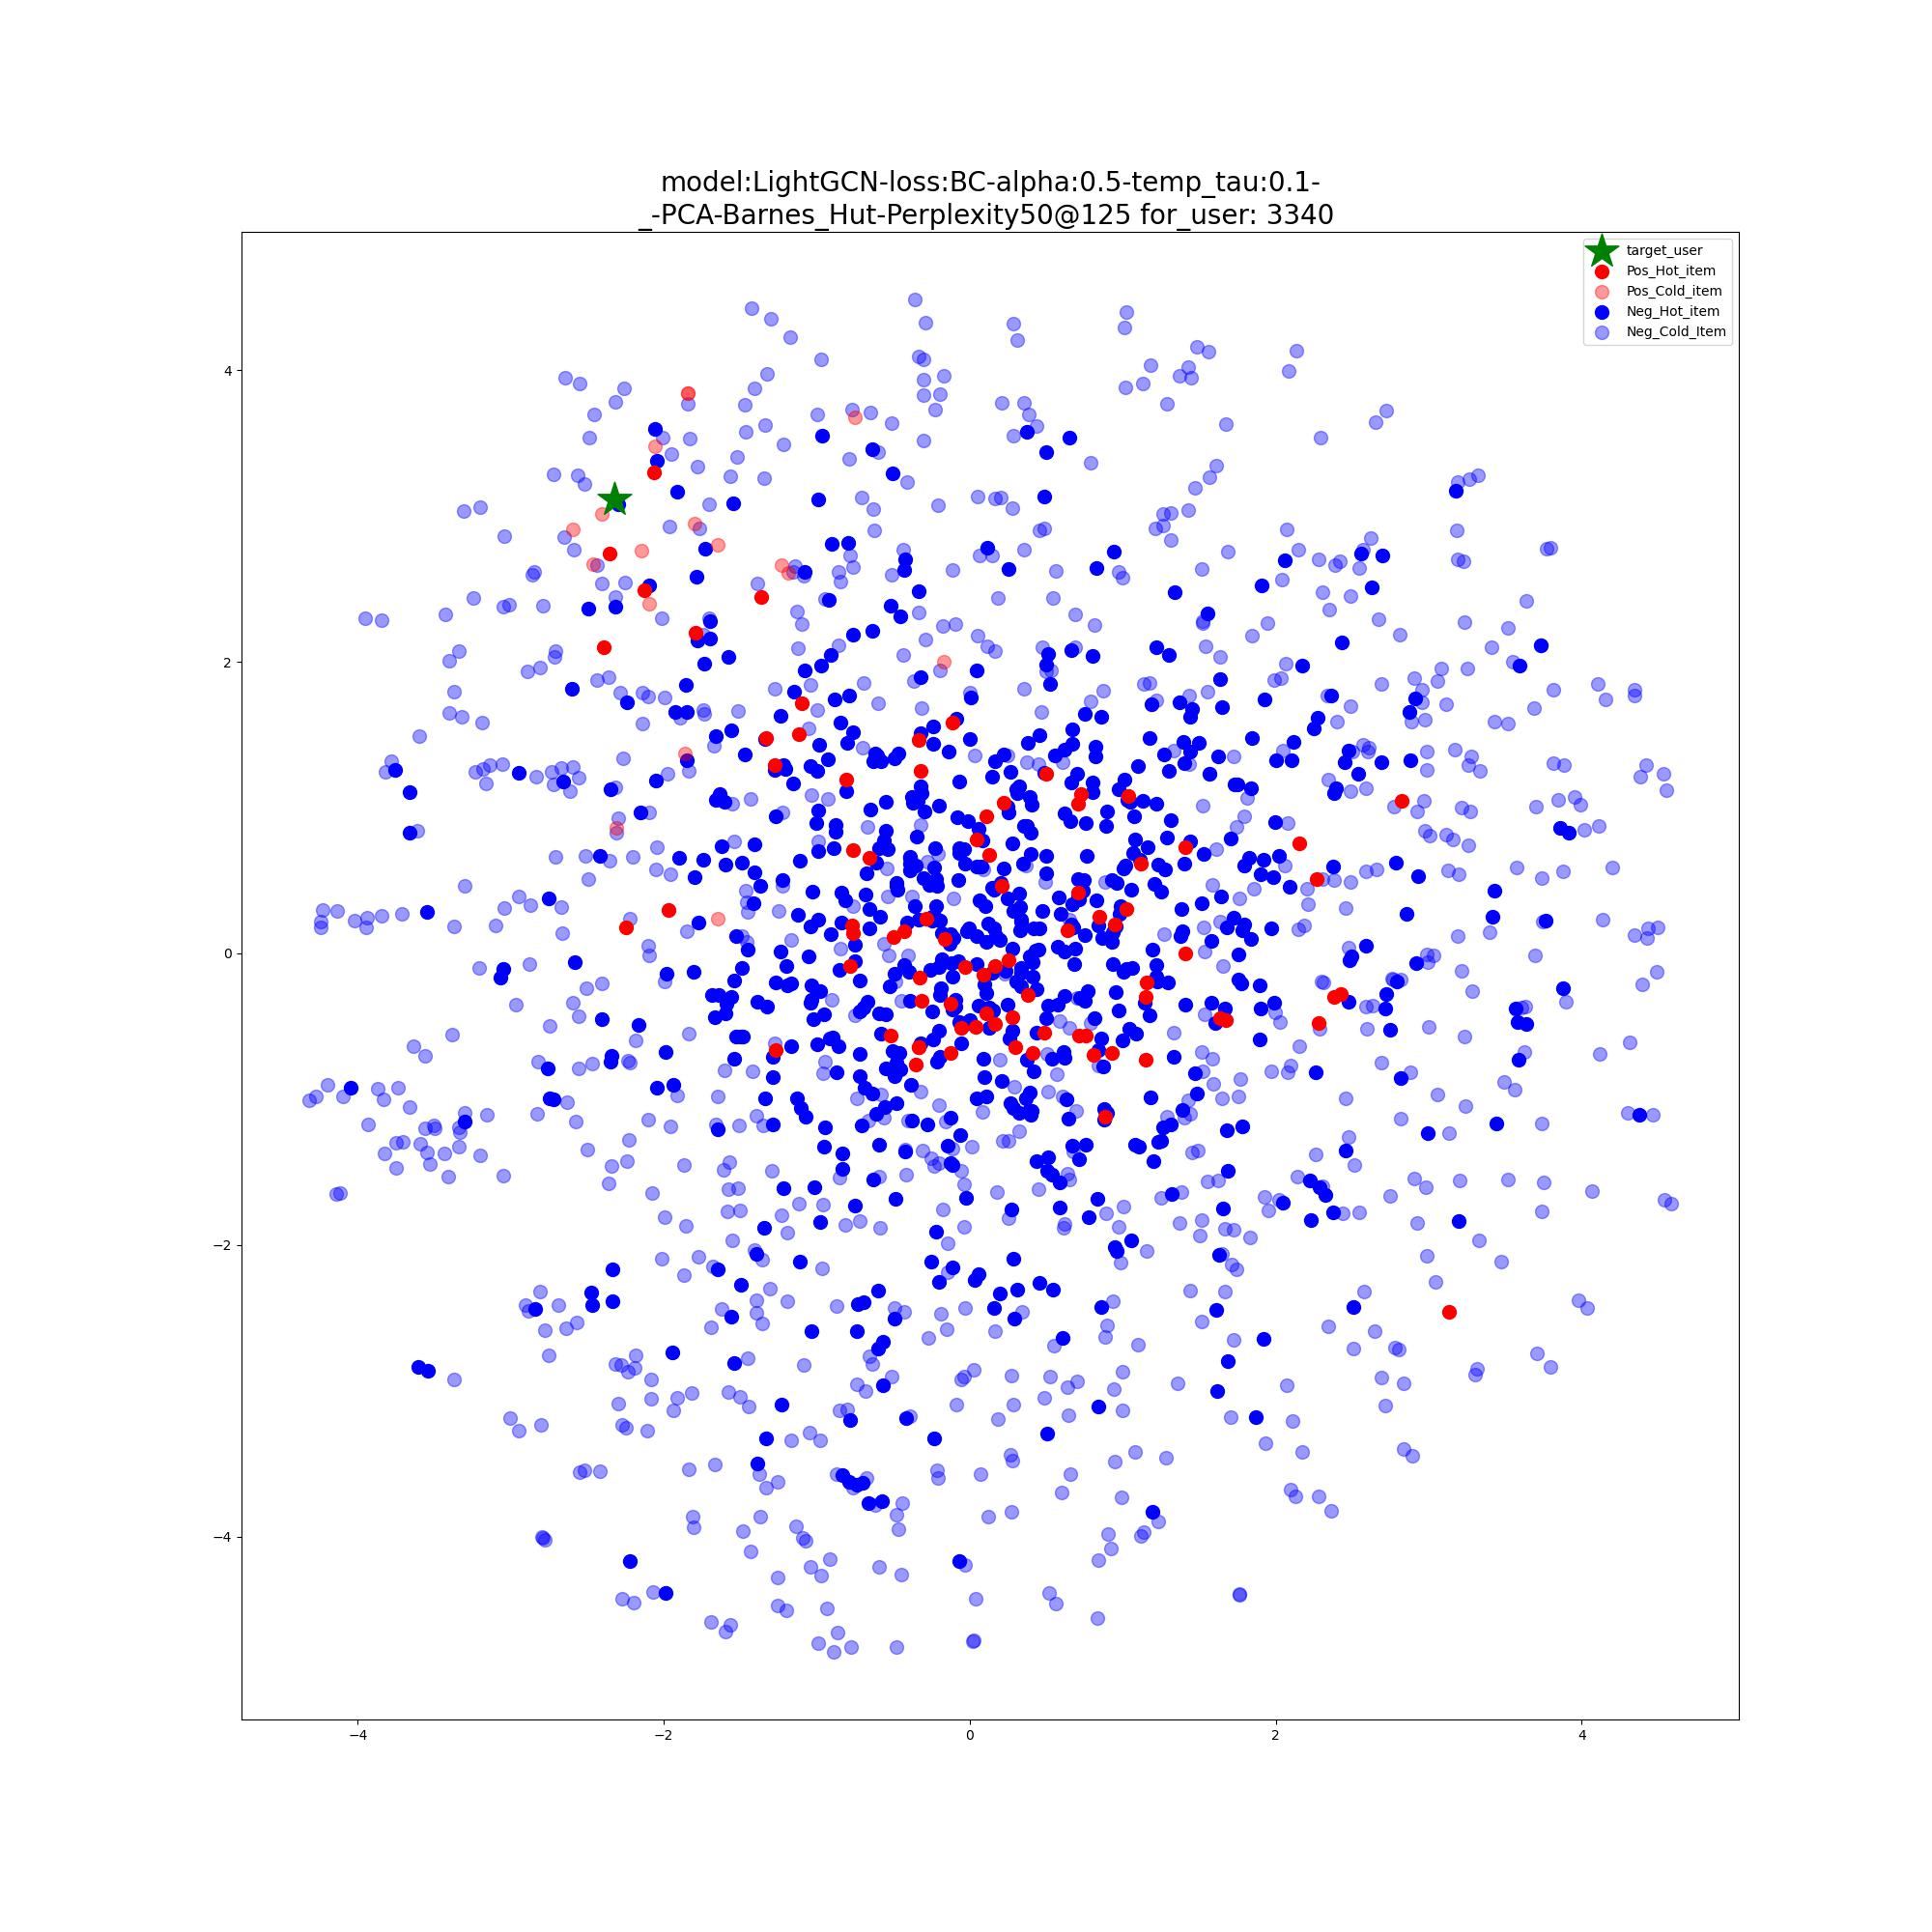 model:LightGCN-loss:BC-alpha:0.5-temp_tau:0.1-
_-PCA-Barnes_Hut-Perplexity50@125 for_user: 3340
target_user
Pos_Hot_item
Pos_Cold_item
Neg_Hot_item
Neg_Cold_Item
4
2
0
−2
−4
−4
−2
0
2
4